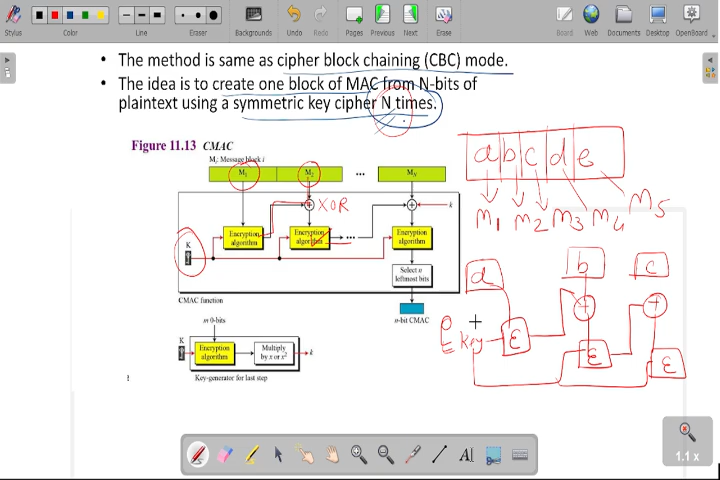 Style
Color
Line
Eraser
Backgrounds
Undo
Redo
Pages
Previous
Next
Erase
Board
Web
Documents
Desktop
OpenBoard
• The method is same as cipher block chaining (CBC) mode.
• The idea is to create one block of MAC from N-bits of
plaintext using a symmetric key cipher N times.
Figure 11.13 CMAC
Mᵢ: Message block i
M₁ M₂ ••• M_N
XOR
k
K
Encryption
algorithm
Encryption
algorithm
•••
Encryption
algorithm
Select n
leftmost bits
CMAC function
n-bit CMAC
m 0-bits
K
Encryption
algorithm
Multiply
by x or x²
k
Key-generator for last step
a b c d e
m₁ m₂ m₃ m₄ m₅
a b c
+ +
key
E E E
1.1 x